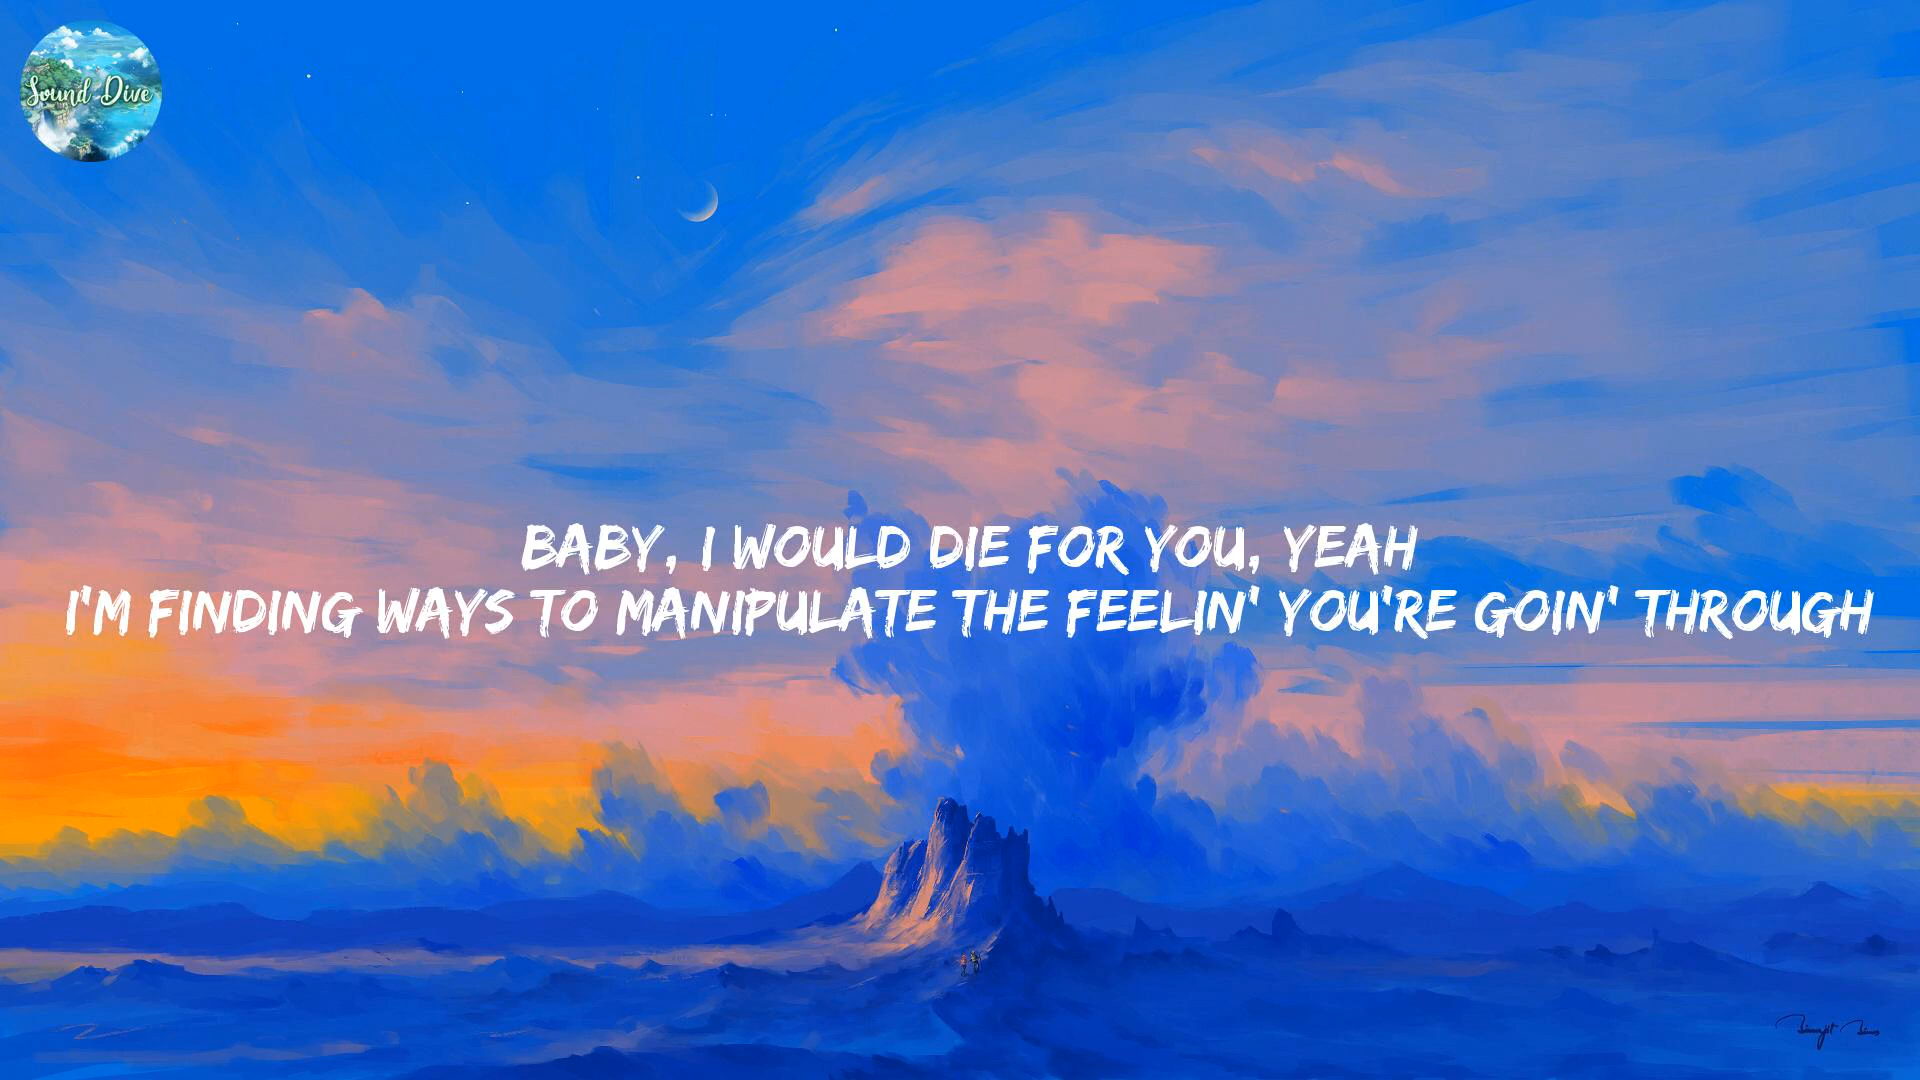 Sound-Dive
BABY, I WOULD DIE FOR YOU, YEAH
I'M FINDING WAYS TO MANIPULATE THE FEELIN' YOU'RE GOIN' THROUGH